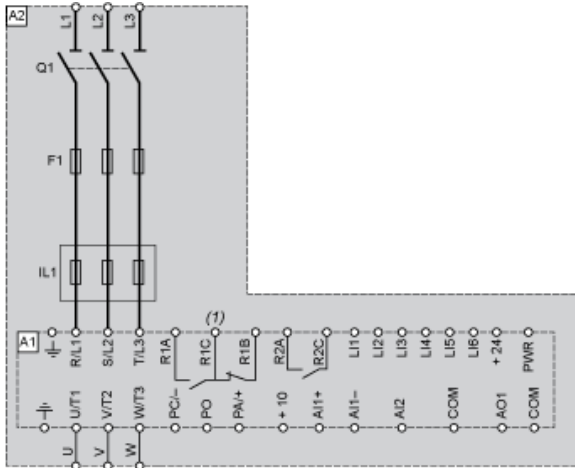 A2
L1 L2 L3
Q1
F1
IL1
(1)
A1
R/L1 S/L2 T/L3 R1A R1C R1B R2A R2C LI1 LI2 LI3 LI4 LI5 LI6 +24 PWR
U/T1 V/T2 W/T3 PC/– PO PA/+ +10 AI1+ AI1– AI2 COM AO1 COM
U V W